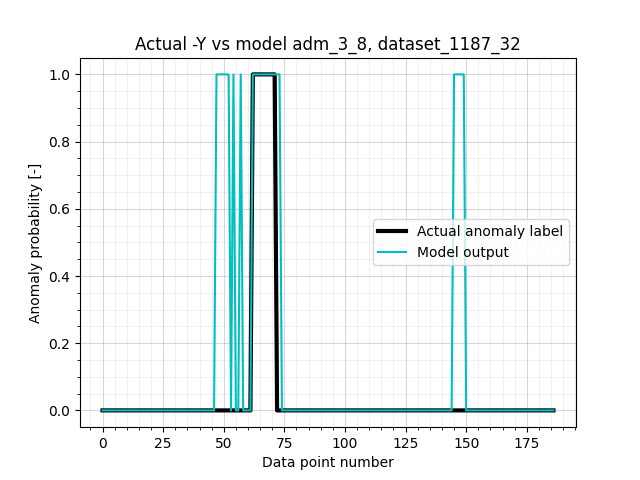 Actual -Y vs model adm_3_8, dataset_1187_32
1.0
0.8
0.6
0.4
0.2
0.0
Anomaly probability [-]
Actual anomaly label
Model output
0 25 50 75 100 125 150 175
Data point number